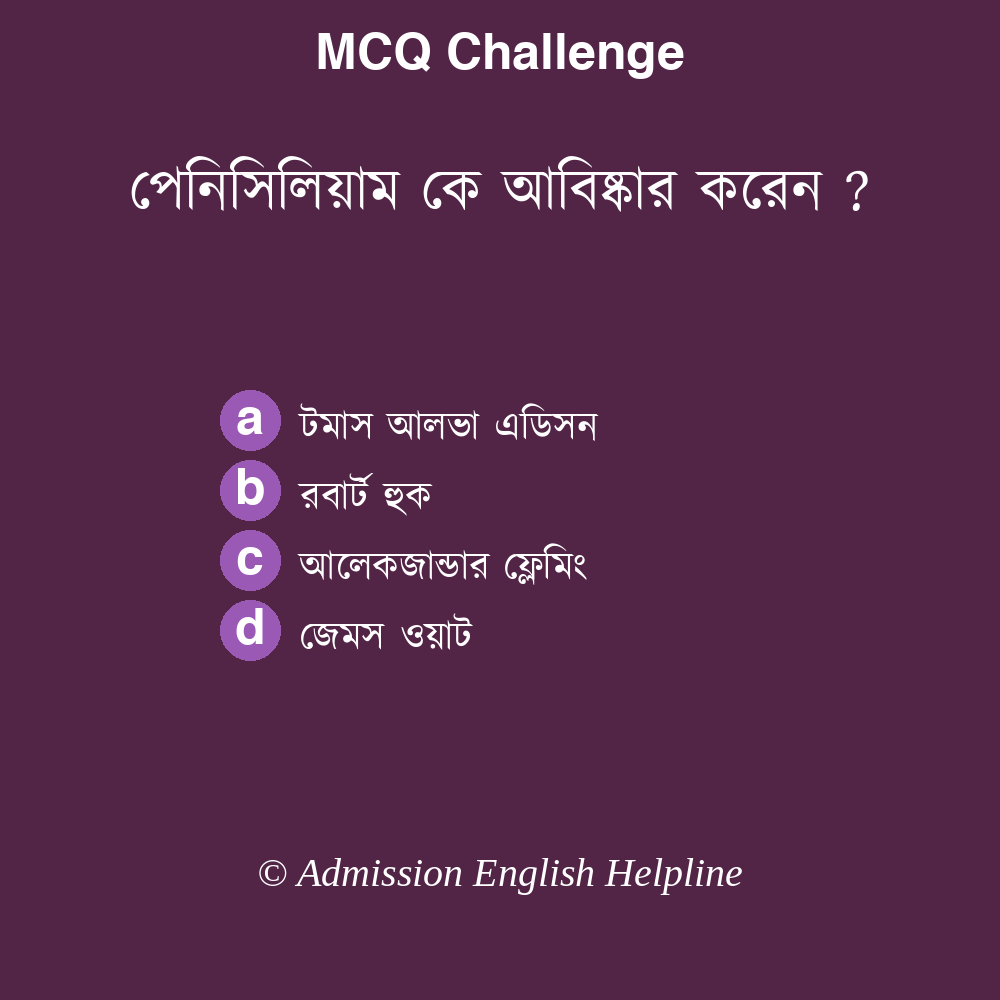 MCQ Challenge
পেনিসিলিয়াম কে আবিষ্কার করেন ?
a টমাস আলভা এডিসন
b রবার্ট হুক
c আলেকজান্ডার ফ্লেমিং
d জেমস ওয়াট
© Admission English Helpline